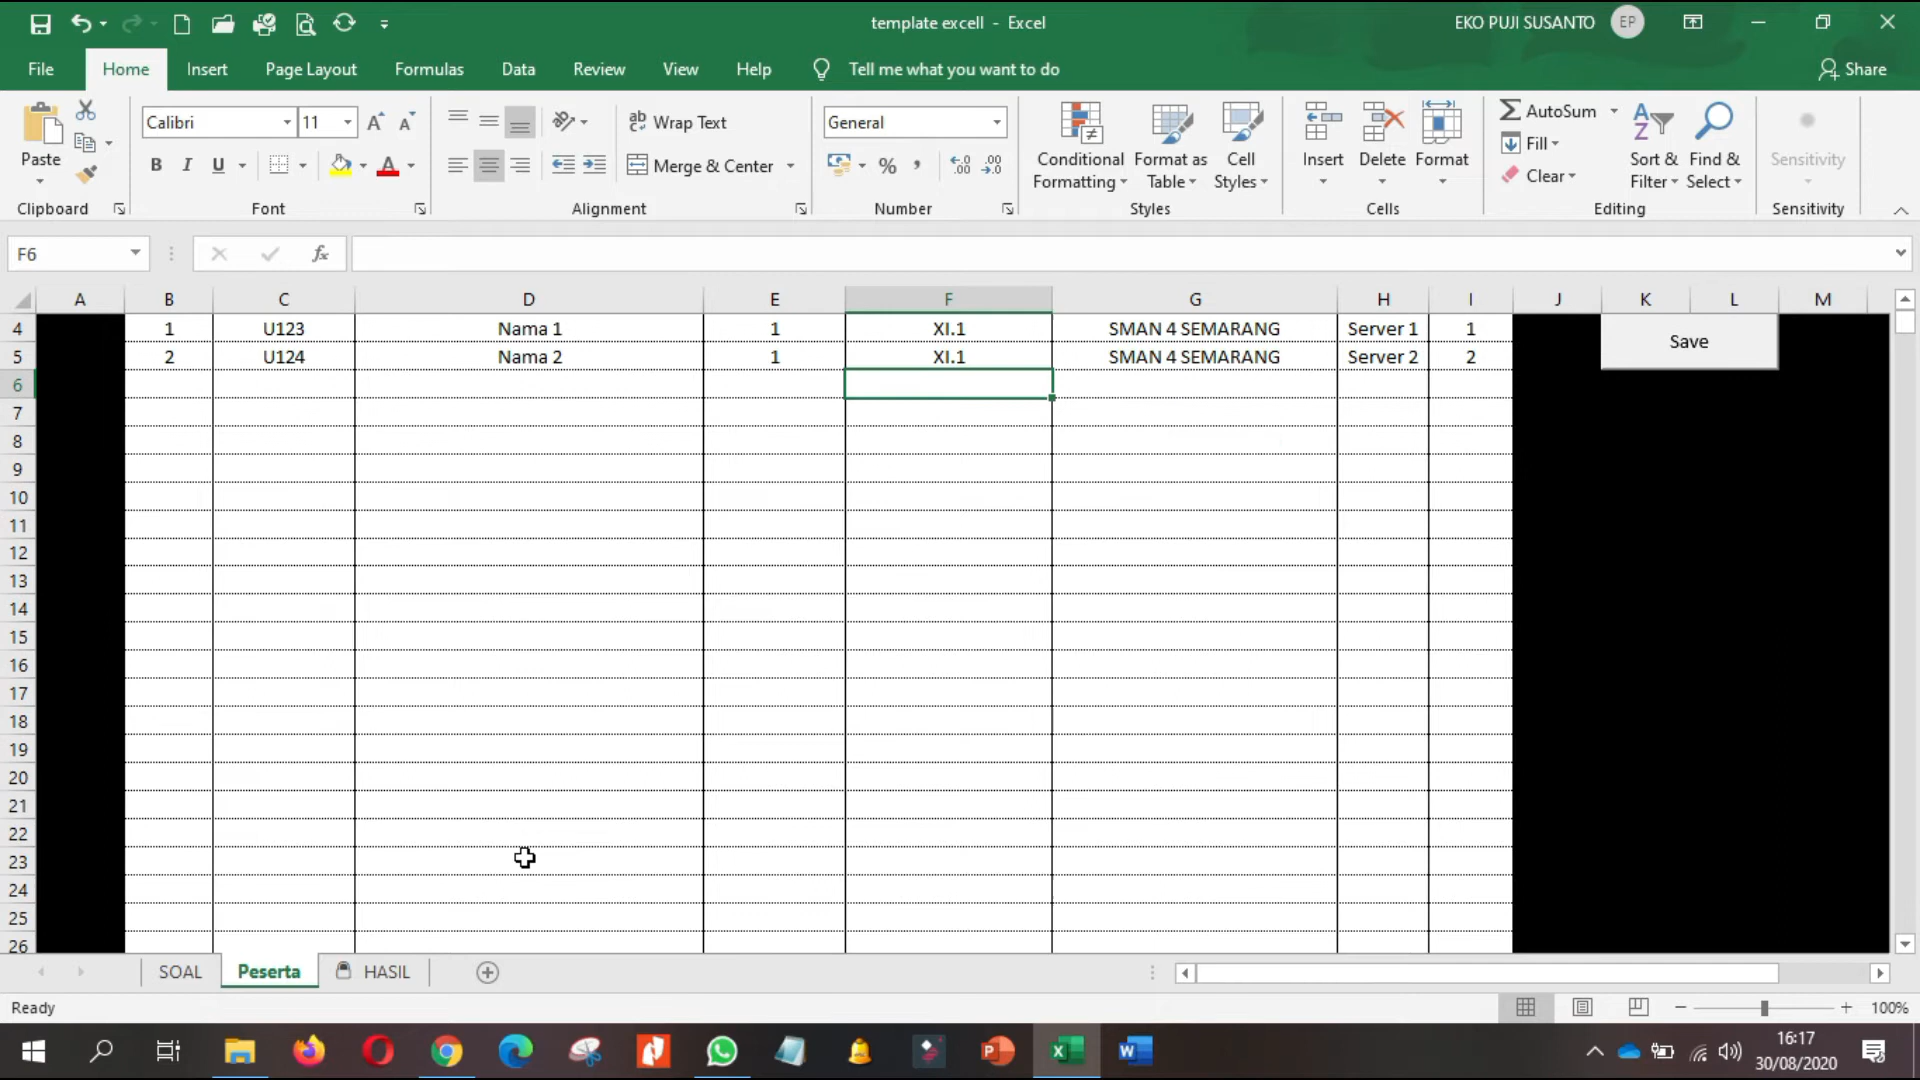 template excell - Excel
EKO PUJI SUSANTO
EP
File
Home
Insert
Page Layout
Formulas
Data
Review
View
Help
Tell me what you want to do
Share
Paste
Clipboard
Calibri
11
B I U
Font
Wrap Text
Merge & Center
Alignment
General
%
Number
Conditional Formatting
Format as Table
Cell Styles
Styles
Insert
Delete
Format
Cells
AutoSum
Fill
Clear
Sort & Filter
Find & Select
Editing
Sensitivity
Sensitivity
F6
fx
A B C D E F G H I J K L M
4 1 U123 Nama 1 1 XI.1 SMAN 4 SEMARANG Server 1 1
Save
5 2 U124 Nama 2 1 XI.1 SMAN 4 SEMARANG Server 2 2
6
7
8
9
10
11
12
13
14
15
16
17
18
19
20
21
22
23
24
25
26
SOAL
Peserta
HASIL
Ready
100%
16:17
30/08/2020